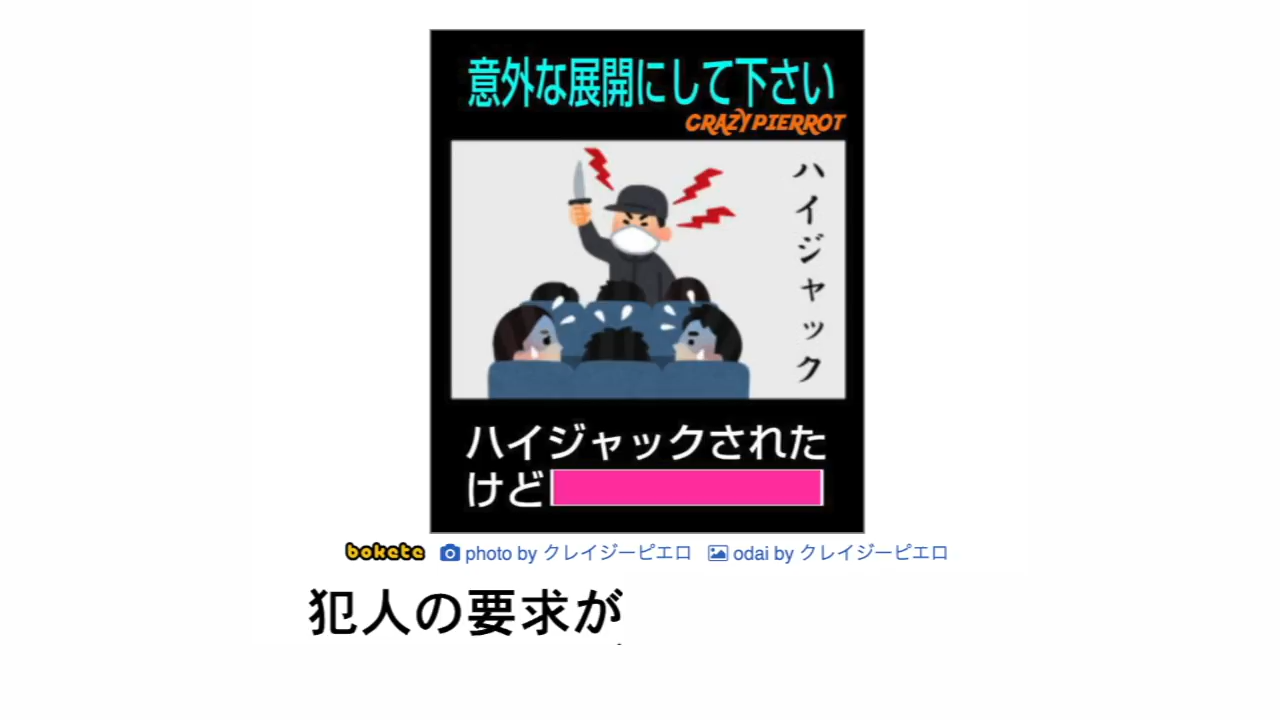 意外な展開にして下さい
CRAZY PIERROT
ハイジャック
ハイジャックされた
けど
bokete photo by クレイジーピエロ odai by クレイジーピエロ
犯人の要求が